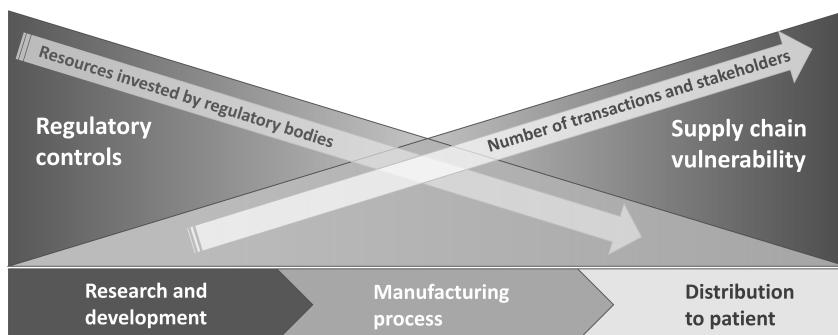 Resources invested by regulatory bodies
Number of transactions and stakeholders
Regulatory
controls
Supply chain
vulnerability
Research and
development
Manufacturing
process
Distribution
to patient